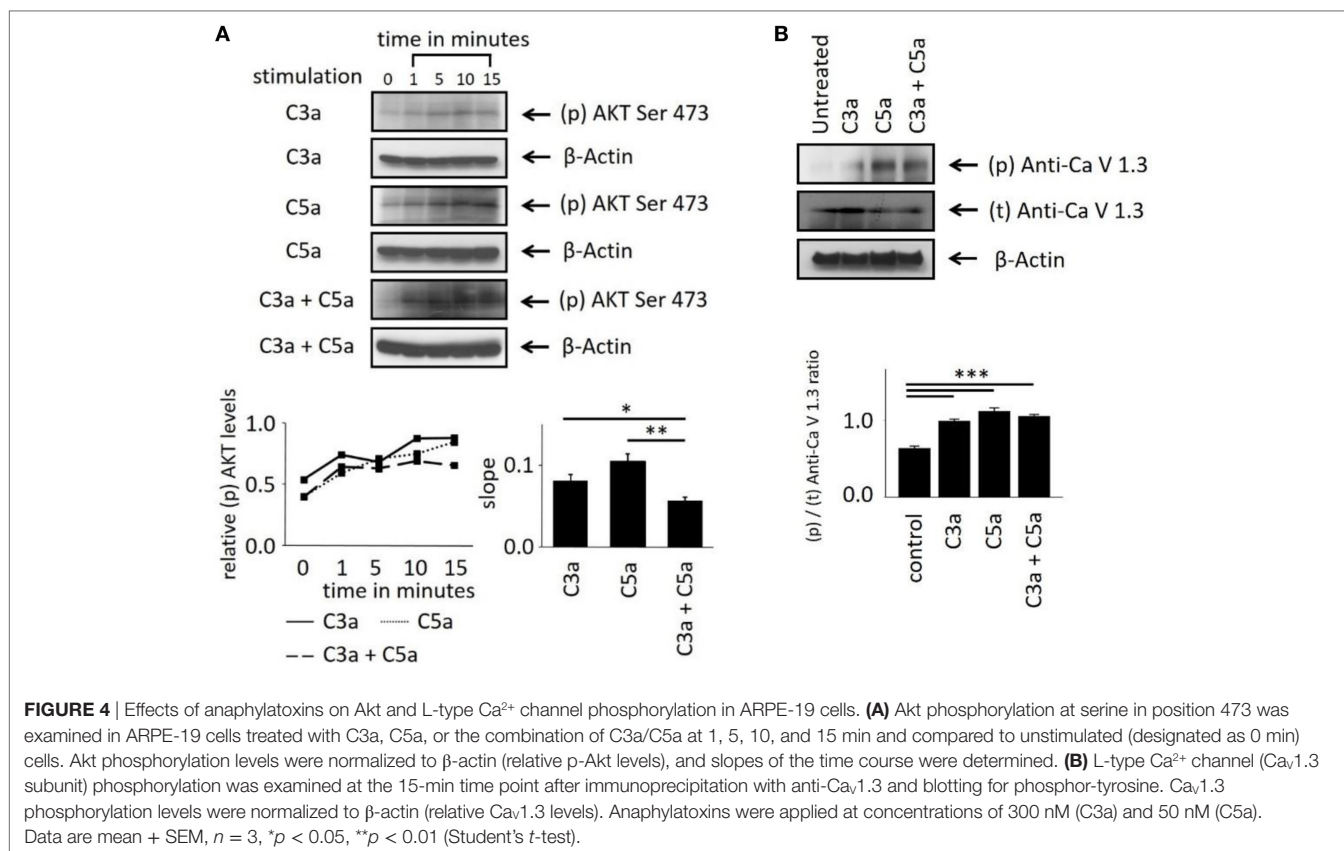 A
time in minutes
stimulation 0 1 5 10 15
C3a ← (p) AKT Ser 473
C3a ← β-Actin
C5a ← (p) AKT Ser 473
C5a ← β-Actin
C3a + C5a ← (p) AKT Ser 473
C3a + C5a ← β-Actin
relative (p) AKT levels
1.0
0.5
0.0
0 1 5 10 15
time in minutes
C3a C5a
C3a + C5a
slope
0.1
0.0
*
**
C3a C5a C3a + C5a
B
Untreated C3a C5a C3a + C5a
← (p) Anti-Ca V 1.3
← (t) Anti-Ca V 1.3
← β-Actin
(p) / (t) Anti-Ca V 1.3 ratio
1.0
0.0
***
control C3a C5a C3a + C5a
FIGURE 4 | Effects of anaphylatoxins on Akt and L-type Ca²⁺ channel phosphorylation in ARPE-19 cells. (A) Akt phosphorylation at serine in position 473 was
examined in ARPE-19 cells treated with C3a, C5a, or the combination of C3a/C5a at 1, 5, 10, and 15 min and compared to unstimulated (designated as 0 min)
cells. Akt phosphorylation levels were normalized to β-actin (relative p-Akt levels), and slopes of the time course were determined. (B) L-type Ca²⁺ channel (Caᵥ1.3
subunit) phosphorylation was examined at the 15-min time point after immunoprecipitation with anti-Caᵥ1.3 and blotting for phosphor-tyrosine. Caᵥ1.3
phosphorylation levels were normalized to β-actin (relative Caᵥ1.3 levels). Anaphylatoxins were applied at concentrations of 300 nM (C3a) and 50 nM (C5a).
Data are mean + SEM, n = 3, *p < 0.05, **p < 0.01 (Student's t-test).